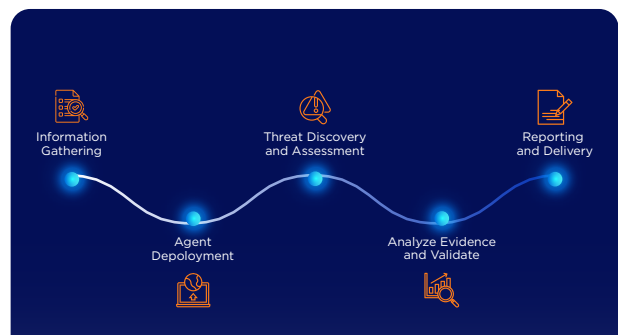 Information
Gathering
Agent
Depoloyment
Threat Discovery
and Assessment
Analyze Evidence
and Validate
Reporting
and Delivery